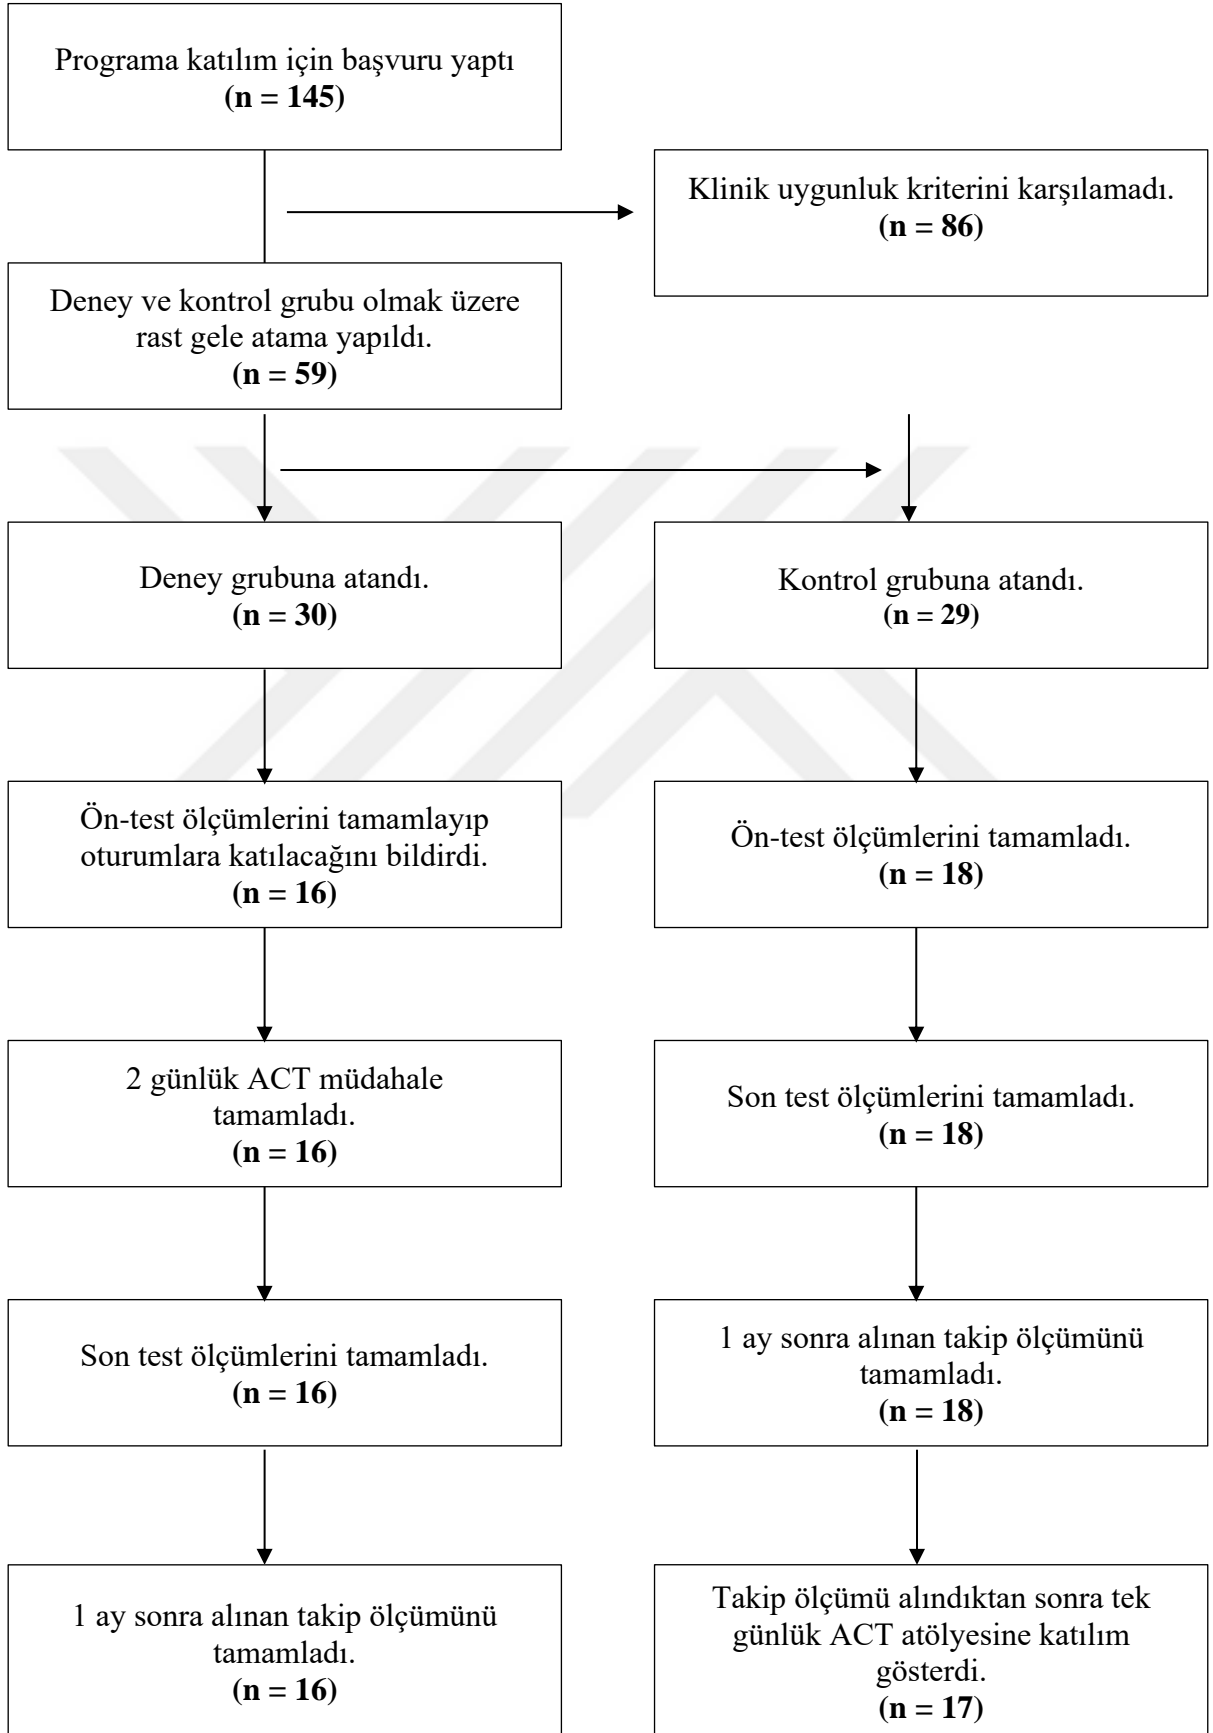 Programa katılım için başvuru yaptı
(n = 145)
Klinik uygunluk kriterini karşılamadı.
(n = 86)
Deney ve kontrol grubu olmak üzere
rast gele atama yapıldı.
(n = 59)
Deney grubuna atandı.
(n = 30)
Kontrol grubuna atandı.
(n = 29)
Ön-test ölçümlerini tamamlayıp
oturumlara katılacağını bildirdi.
(n = 16)
Ön-test ölçümlerini tamamladı.
(n = 18)
2 günlük ACT müdahale
tamamladı.
(n = 16)
Son test ölçümlerini tamamladı.
(n = 18)
Son test ölçümlerini tamamladı.
(n = 16)
1 ay sonra alınan takip ölçümünü
tamamladı.
(n = 18)
1 ay sonra alınan takip ölçümünü
tamamladı.
(n = 16)
Takip ölçümü alındıktan sonra tek
günlük ACT atölyesine katılım
gösterdi.
(n = 17)